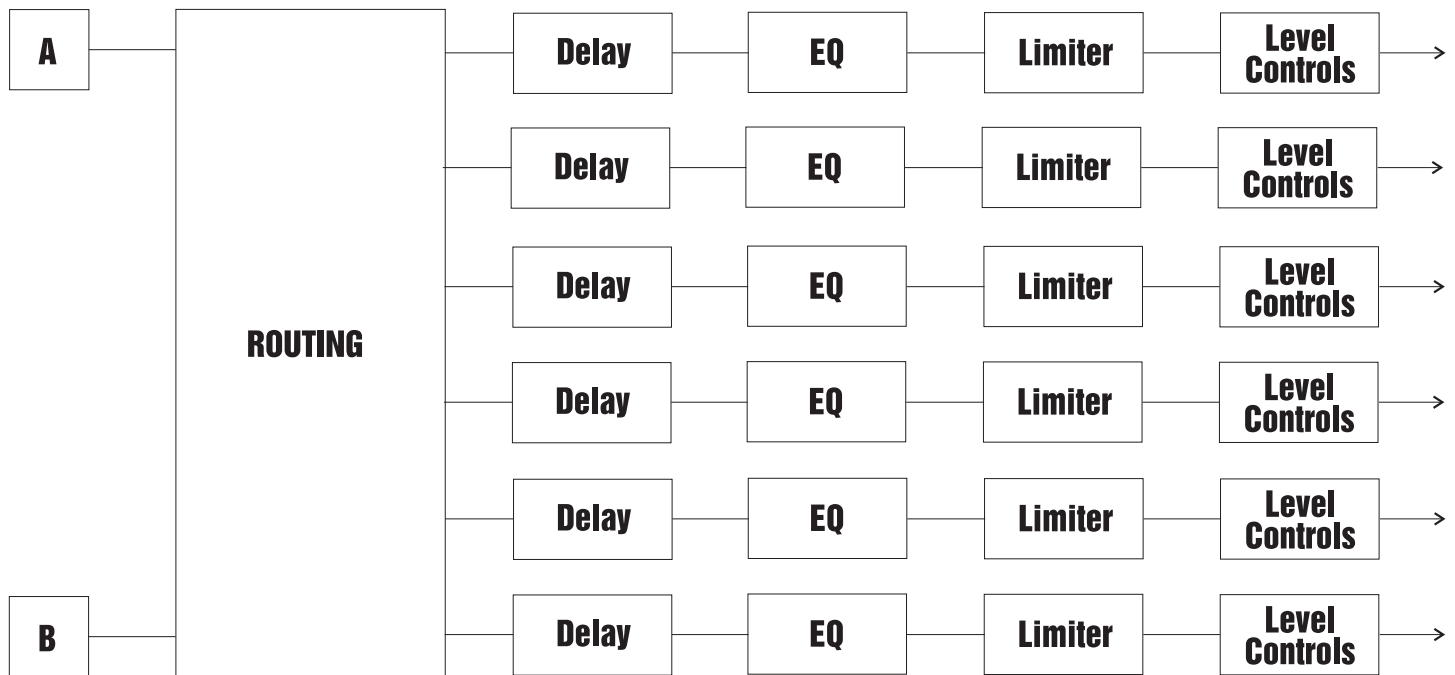 A
Delay
EQ
Limiter
Level
Controls
Delay
EQ
Limiter
Level
Controls
Delay
EQ
Limiter
Level
Controls
ROUTING
Delay
EQ
Limiter
Level
Controls
Delay
EQ
Limiter
Level
Controls
B
Delay
EQ
Limiter
Level
Controls